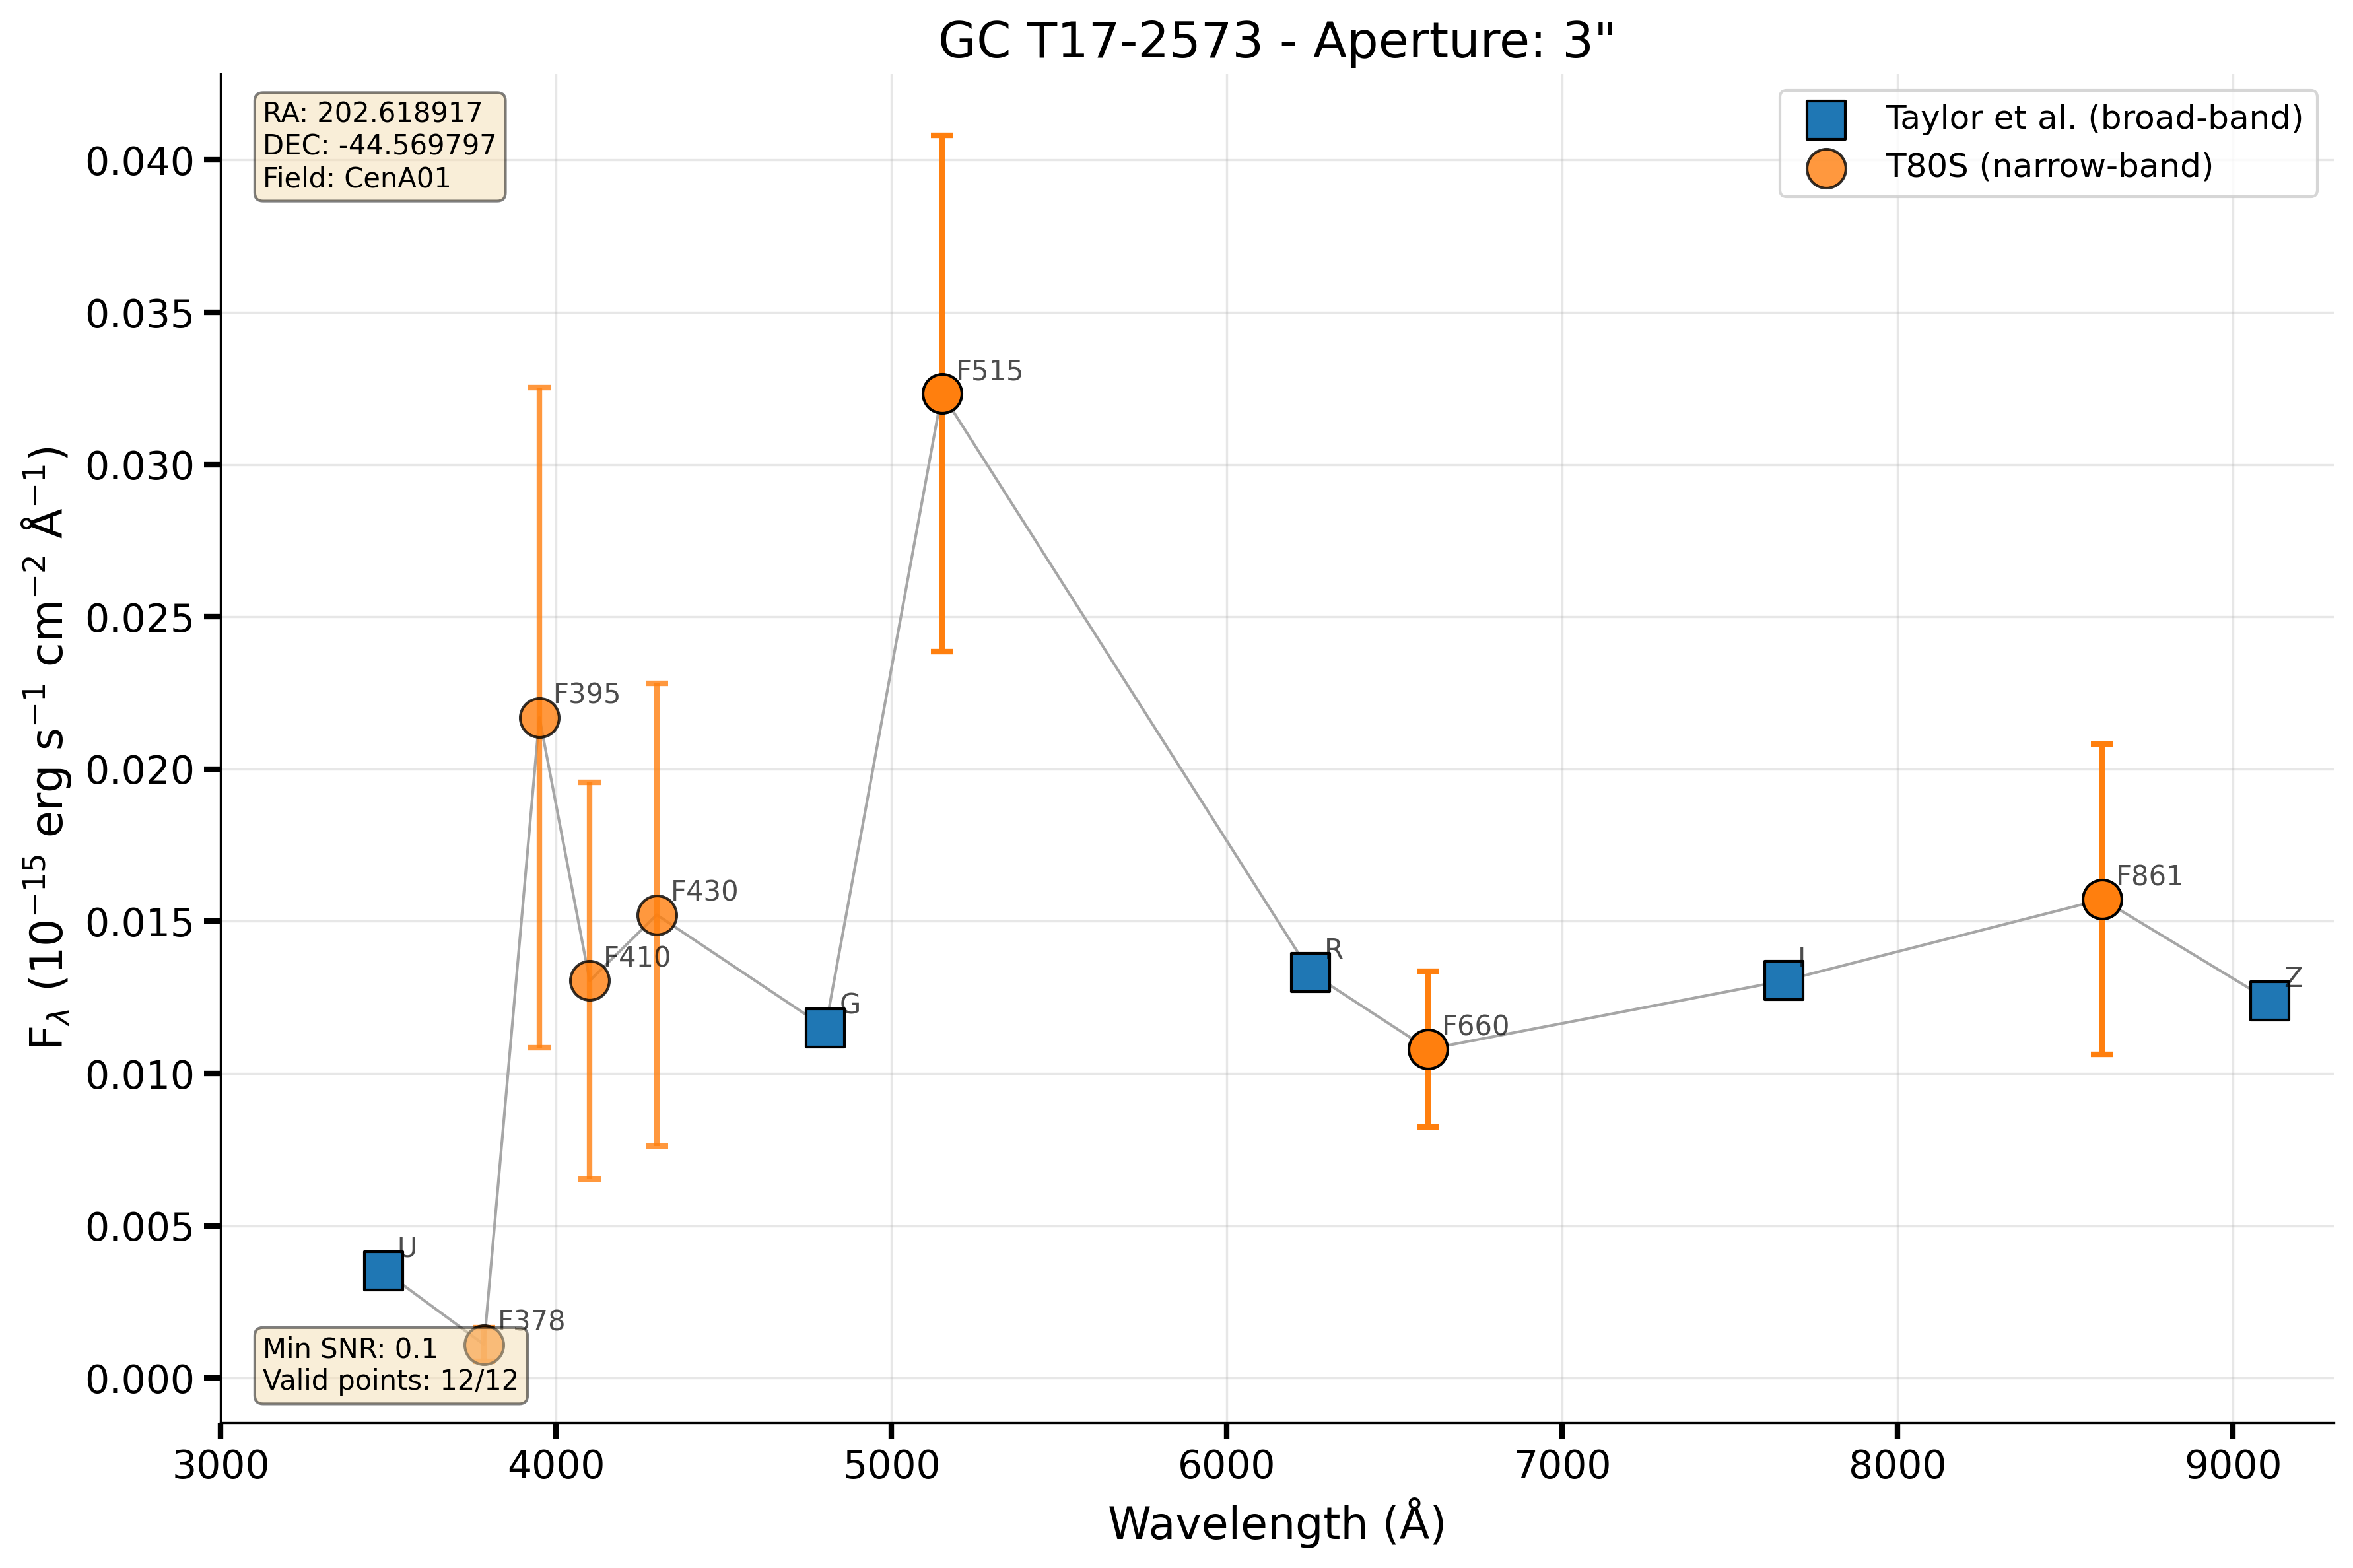 GC T17-2573 - Aperture: 3"
RA: 202.618917
DEC: -44.569797
Field: CenA01
Taylor et al. (broad-band)
T80S (narrow-band)
F$_{\lambda}$ (10$^{-15}$ erg s$^{-1}$ cm$^{-2}$ Å$^{-1}$)
0.040
0.035
0.030
0.025
0.020
0.015
0.010
0.005
0.000
F515
F395
F430
F410
G
R
F660
I
F861
Z
U
F378
Min SNR: 0.1
Valid points: 12/12
3000
4000
5000
6000
7000
8000
9000
Wavelength (Å)